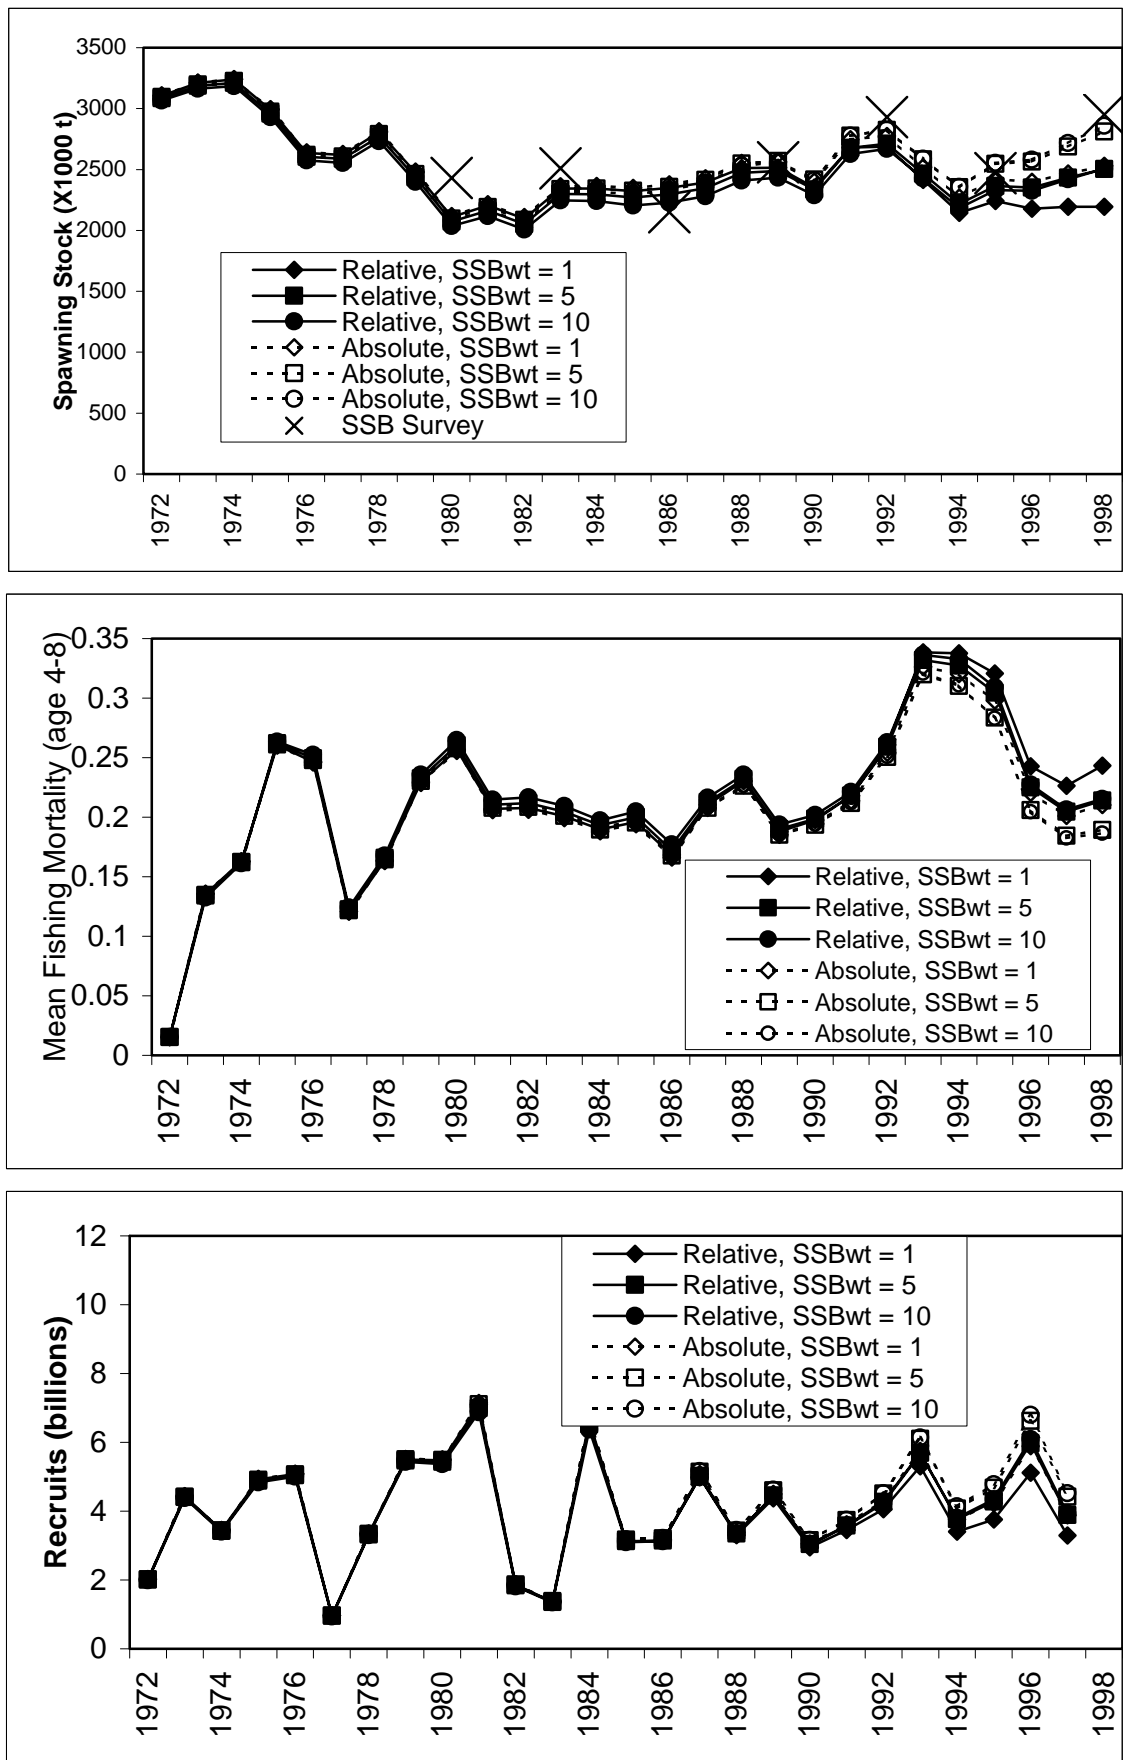 3500
3000
2500
2000
1500
1000
500
0
Spawning Stock (X1000 t)
Relative, SSBwt = 1
Relative, SSBwt = 5
Relative, SSBwt = 10
Absolute, SSBwt = 1
Absolute, SSBwt = 5
Absolute, SSBwt = 10
SSB Survey
1972
1974
1976
1978
1980
1982
1984
1986
1988
1990
1992
1994
1996
1998
0.35
0.3
0.25
0.2
0.15
0.1
0.05
0
Mean Fishing Mortality (age 4-8)
Relative, SSBwt = 1
Relative, SSBwt = 5
Relative, SSBwt = 10
Absolute, SSBwt = 1
Absolute, SSBwt = 5
Absolute, SSBwt = 10
1972
1974
1976
1978
1980
1982
1984
1986
1988
1990
1992
1994
1996
1998
12
10
8
6
4
2
0
Recruits (billions)
Relative, SSBwt = 1
Relative, SSBwt = 5
Relative, SSBwt = 10
Absolute, SSBwt = 1
Absolute, SSBwt = 5
Absolute, SSBwt = 10
1972
1974
1976
1978
1980
1982
1984
1986
1988
1990
1992
1994
1996
1998